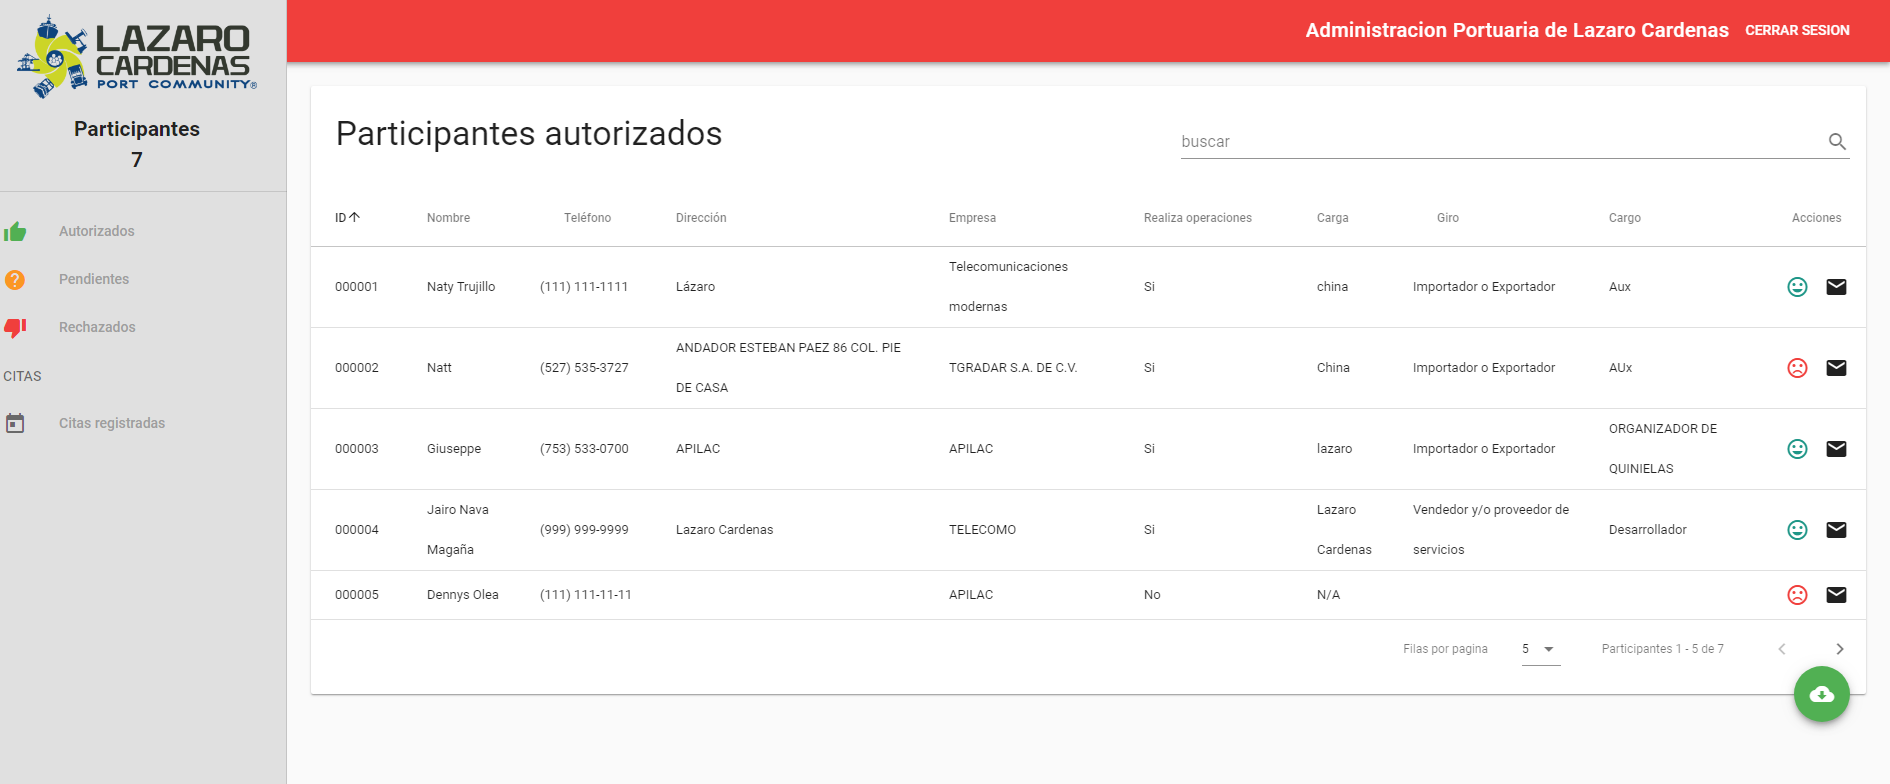 LAZARO
CARDENAS
PORT COMMUNITY®
Participantes
7
Autorizados
Pendientes
Rechazados
CITAS
Citas registradas
Administracion Portuaria de Lazaro Cardenas CERRAR SESION
Participantes autorizados
buscar
ID Nombre Teléfono Dirección Empresa Realiza operaciones Carga Giro Cargo Acciones
000001 Naty Trujillo (111) 111-1111 Lázaro Telecomunicaciones modernas Si china Importador o Exportador Aux
000002 Natt (527) 535-3727 ANDADOR ESTEBAN PAEZ 86 COL. PIE DE CASA TGRADAR S.A. DE C.V. Si China Importador o Exportador AUx
000003 Giuseppe (753) 533-0700 APILAC APILAC Si lazaro Importador o Exportador ORGANIZADOR DE QUINIELAS
000004 Jairo Nava Magaña (999) 999-9999 Lazaro Cardenas TELECOMO Si Lazaro Cardenas Vendedor y/o proveedor de servicios Desarrollador
000005 Dennys Olea (111) 111-11-11 APILAC No N/A
Filas por pagina 5 Participantes 1 - 5 de 7